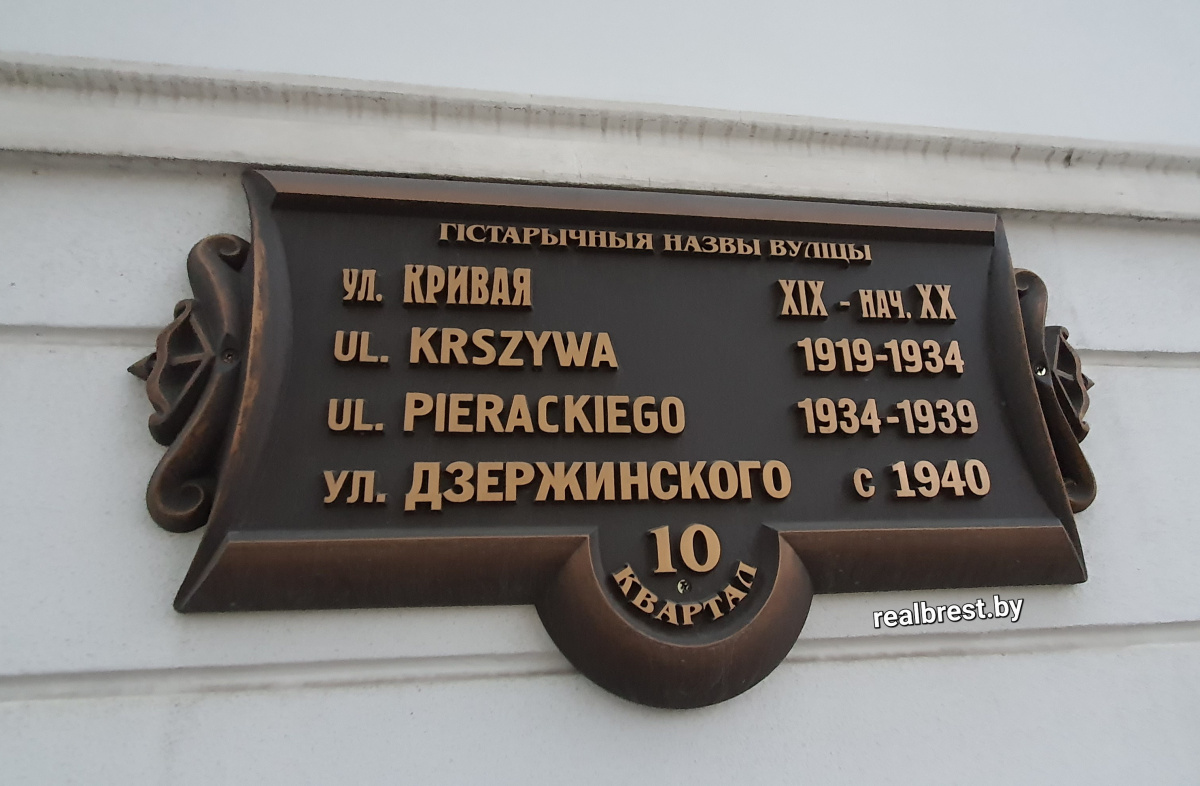 ГІСТАРЫЧНЫЯ НАЗВЫ ВУЛІЦЫ
УЛ. КРИВАЯ XIX - НАЧ. XX
UL. KRSZYWA 1919-1934
UL. PIERACKIEGO 1934-1939
УЛ. ДЗЕРЖИНСКОГО С 1940
10
КВАРТАЛ
realbrest.by